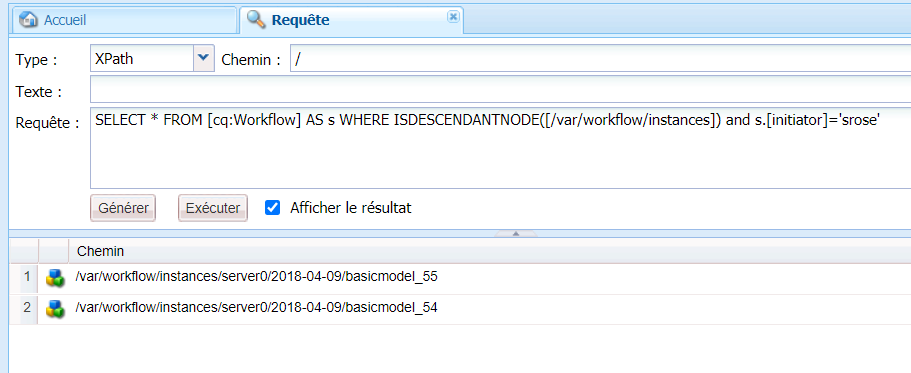 Accueil
Requête
Type : XPath Chemin : /
Texte :
Requête : SELECT * FROM [cq:Workflow] AS s WHERE ISDESCENDANTNODE([/var/workflow/instances]) and s.[initiator]='srose'
Générer Exécuter Afficher le résultat
Chemin
1 /var/workflow/instances/server0/2018-04-09/basicmodel_55
2 /var/workflow/instances/server0/2018-04-09/basicmodel_54